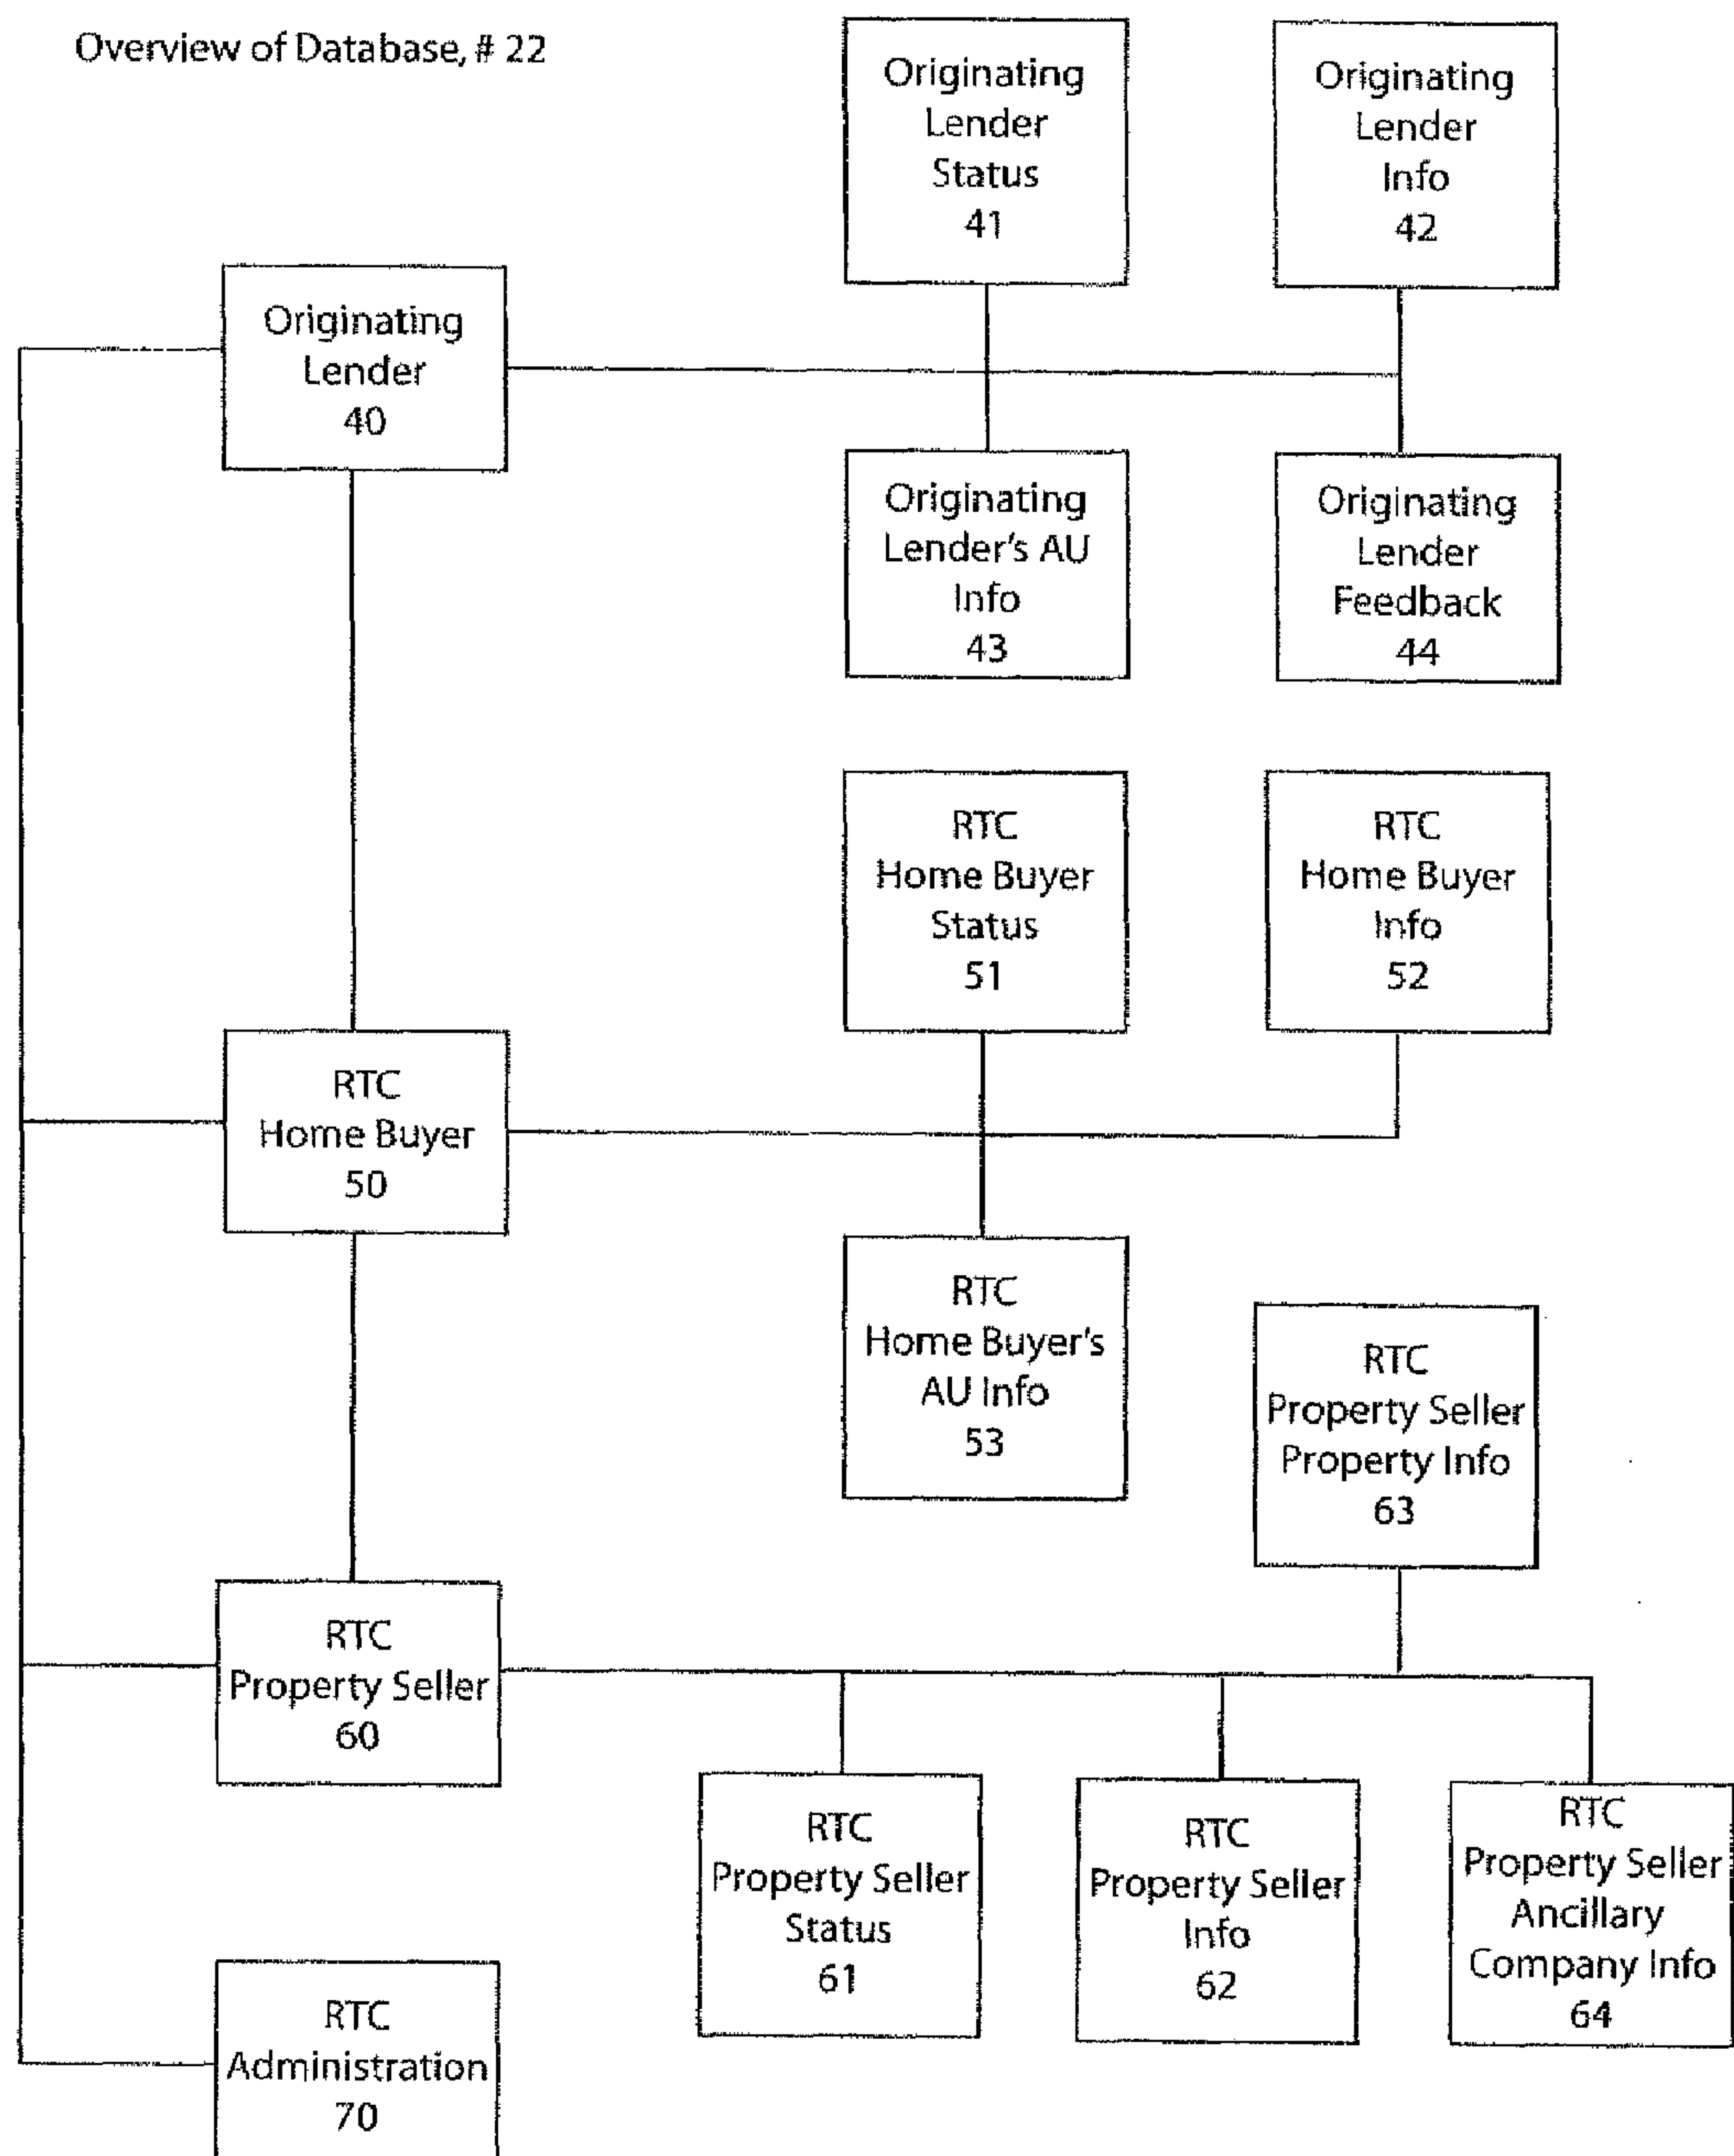 Overview of Database, # 22
Originating
Lender
Status
41
Originating
Lender
Info
42
Originating
Lender
40
Originating
Lender's AU
Info
43
Originating
Lender
Feedback
44
RTC
Home Buyer
Status
51
RTC
Home Buyer
Info
52
RTC
Home Buyer
50
RTC
Home Buyer's
AU Info
53
RTC
Property Seller
Property Info
63
RTC
Property Seller
60
RTC
Property Seller
Status
61
RTC
Property Seller
Info
62
RTC
Property Seller
Ancillary
Company Info
64
RTC
Administration
70